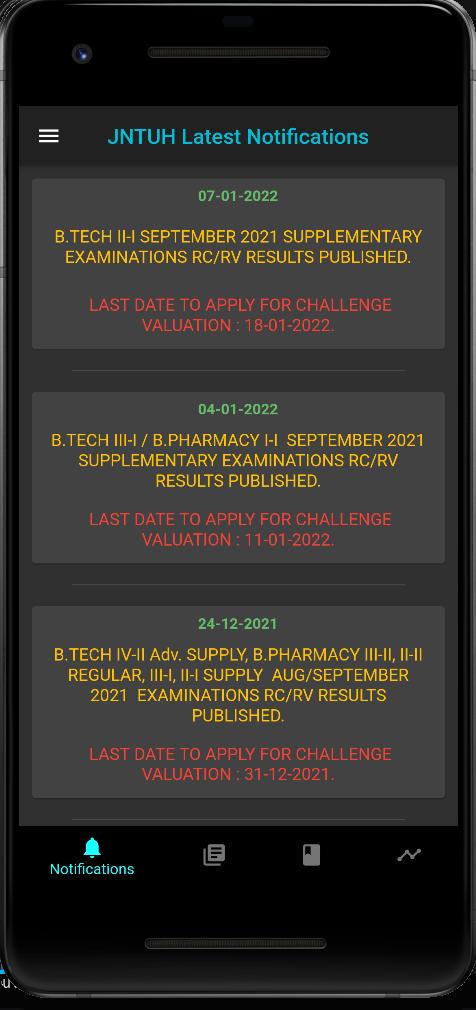 JNTUH Latest Notifications
07-01-2022
B.TECH II-I SEPTEMBER 2021 SUPPLEMENTARY
EXAMINATIONS RC/RV RESULTS PUBLISHED.
LAST DATE TO APPLY FOR CHALLENGE
VALUATION : 18-01-2022.
04-01-2022
B.TECH III-I / B.PHARMACY I-I  SEPTEMBER 2021
SUPPLEMENTARY EXAMINATIONS RC/RV
RESULTS PUBLISHED.
LAST DATE TO APPLY FOR CHALLENGE
VALUATION : 11-01-2022.
24-12-2021
B.TECH IV-II Adv. SUPPLY, B.PHARMACY III-II, II-II
REGULAR, III-I, II-I SUPPLY  AUG/SEPTEMBER
2021  EXAMINATIONS RC/RV RESULTS
PUBLISHED.
LAST DATE TO APPLY FOR CHALLENGE
VALUATION : 31-12-2021.
Notifications